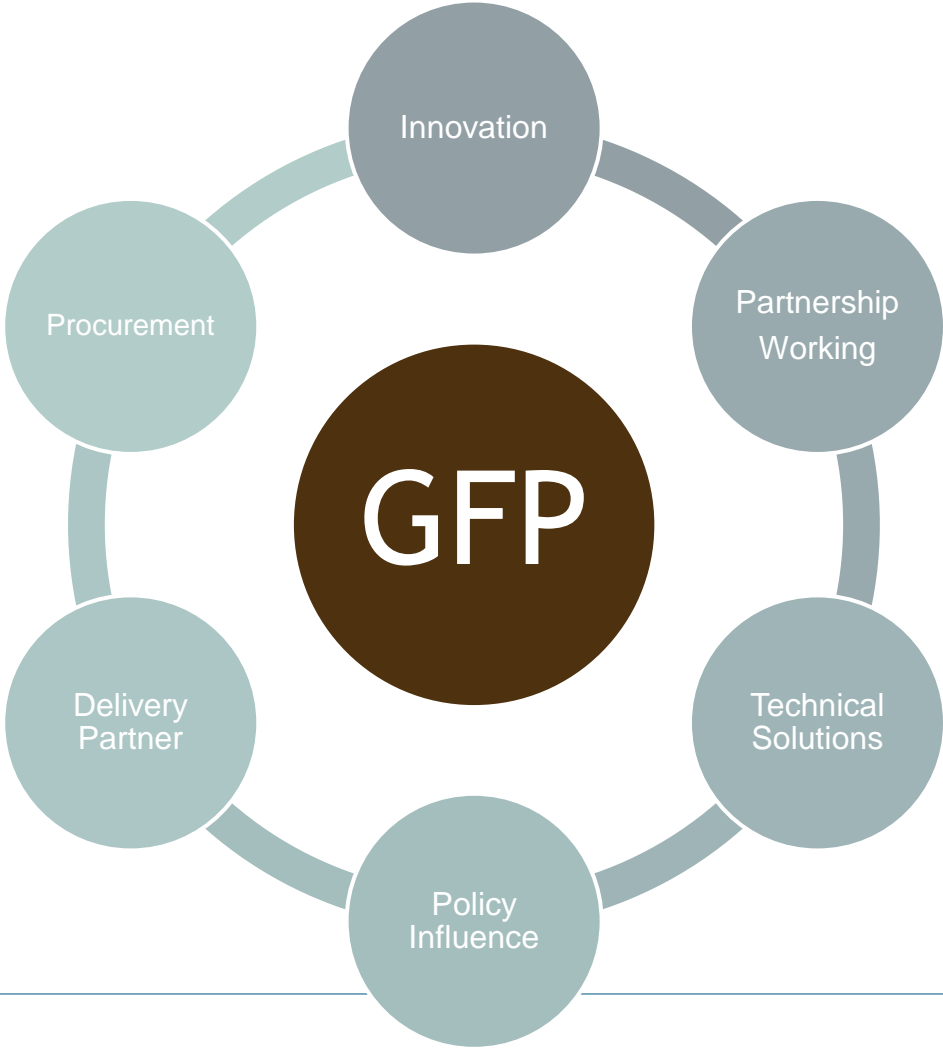 Innovation
Partnership
Working
Technical
Solutions
Policy
Influence
Delivery
Partner
Procurement
GFP